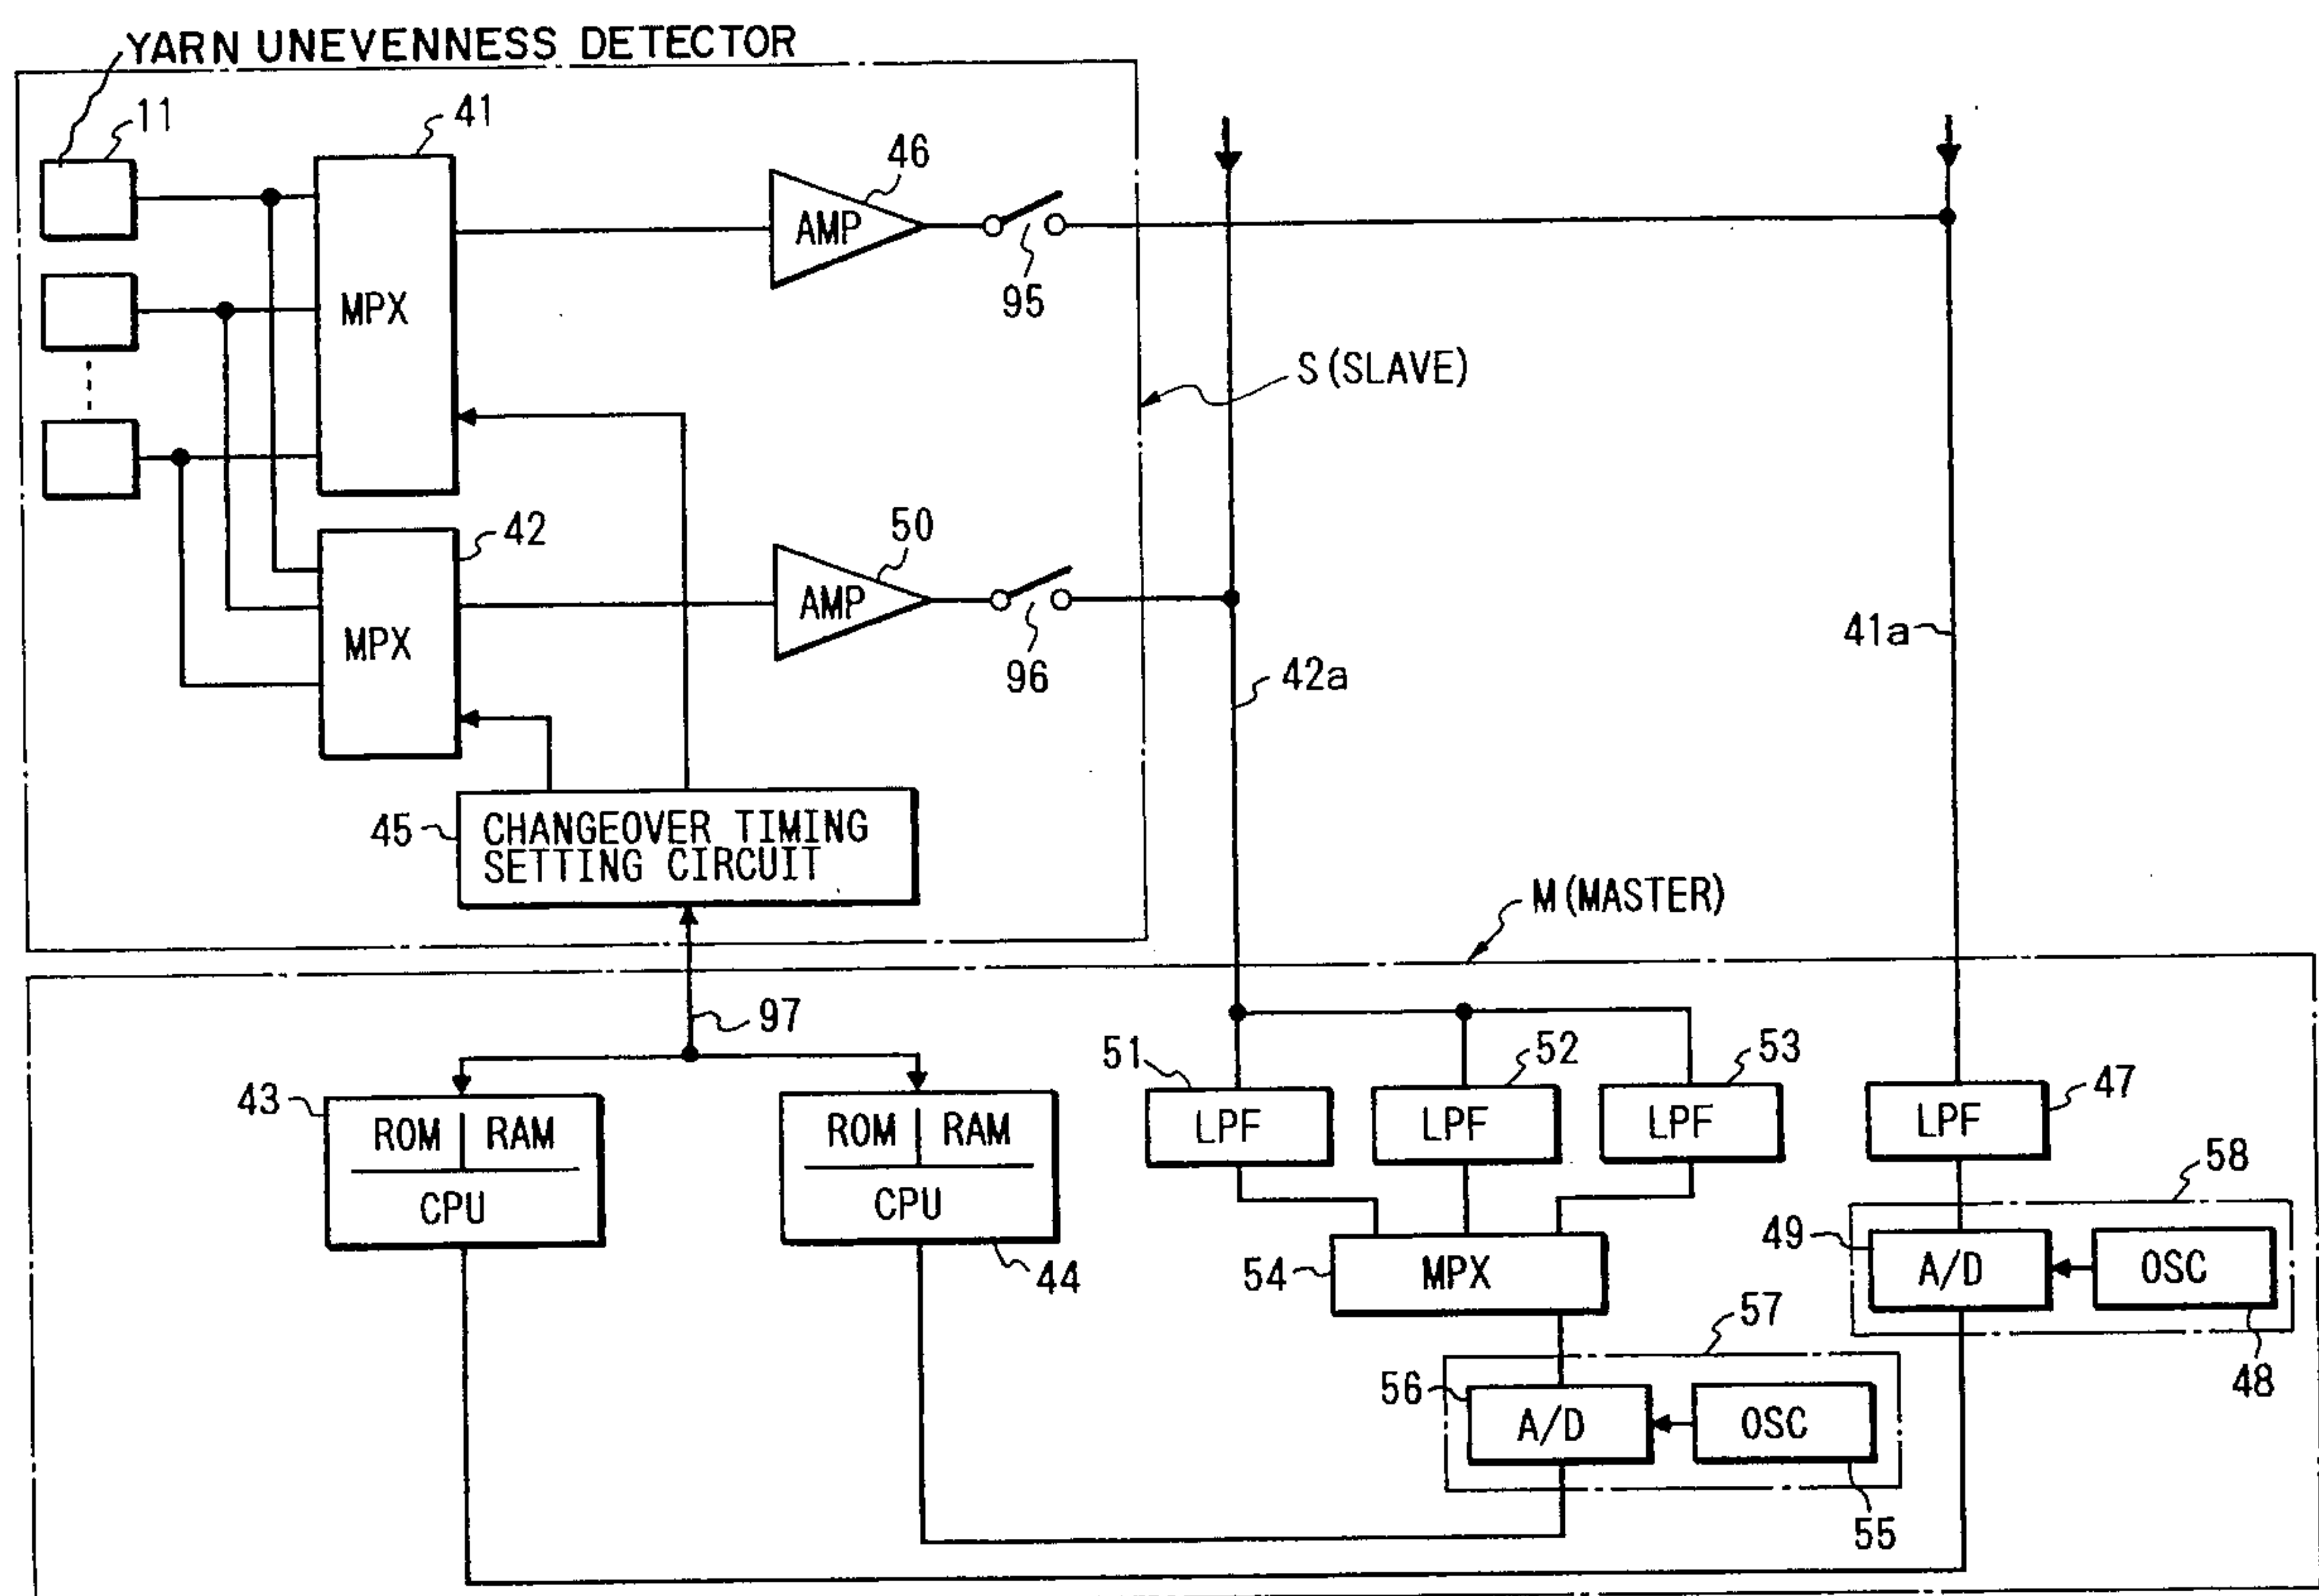 YARN UNEVENNESS DETECTOR
11
41
46
AMP
95
MPX
S (SLAVE)
42
50
AMP
96
MPX
41a
42a
45
CHANGEOVER TIMING
SETTING CIRCUIT
M (MASTER)
97
43
ROM RAM
CPU
ROM RAM
CPU
44
51
LPF
52
LPF
53
LPF
47
LPF
58
54
MPX
49
A/D
OSC
48
57
56
A/D
OSC
55